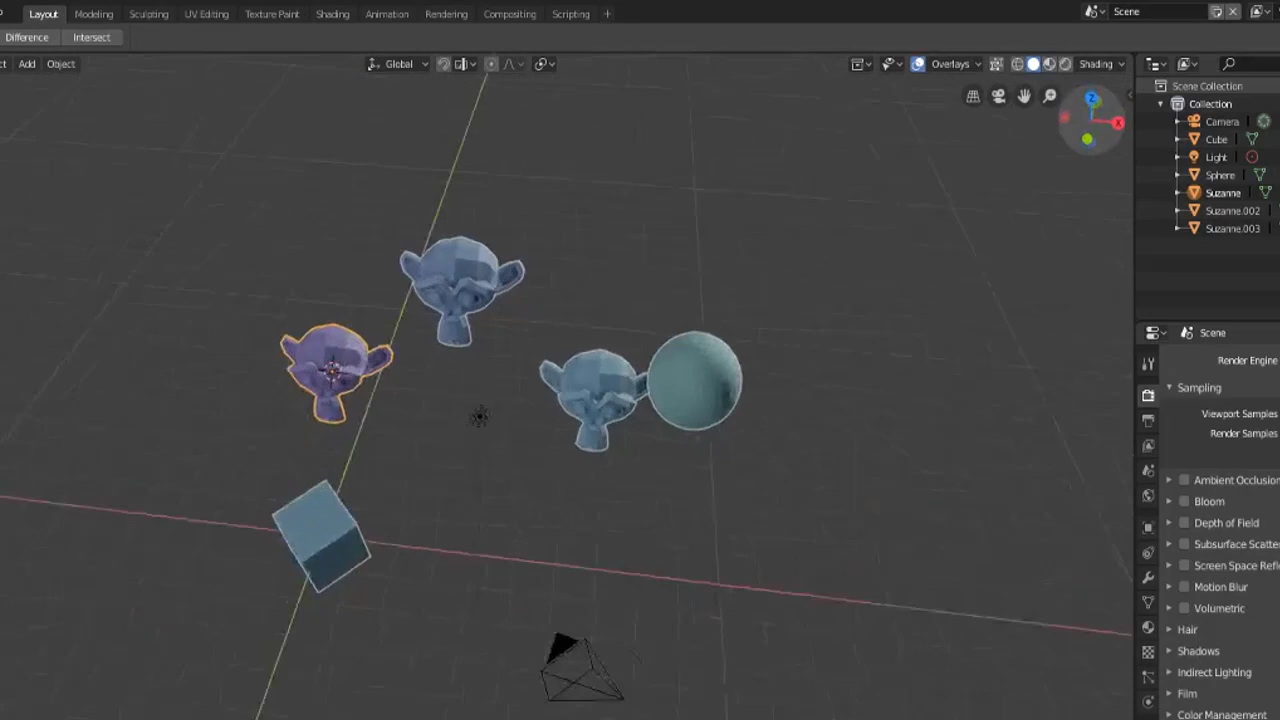 Layout Modeling Sculpting UV Editing Texture Paint Shading Animation Rendering Compositing Scripting + Scene
Difference Intersect
Add Object Global Overlays Shading
Z
X
Scene Collection
Collection
Camera
Cube
Light
Sphere
Suzanne
Suzanne.002
Suzanne.003
Scene
Render Engine
Sampling
Viewport Samples
Render Samples
Ambient Occlusion
Bloom
Depth of Field
Subsurface Scatte
Screen Space Refle
Motion Blur
Volumetric
Hair
Shadows
Indirect Lighting
Film
Color Management